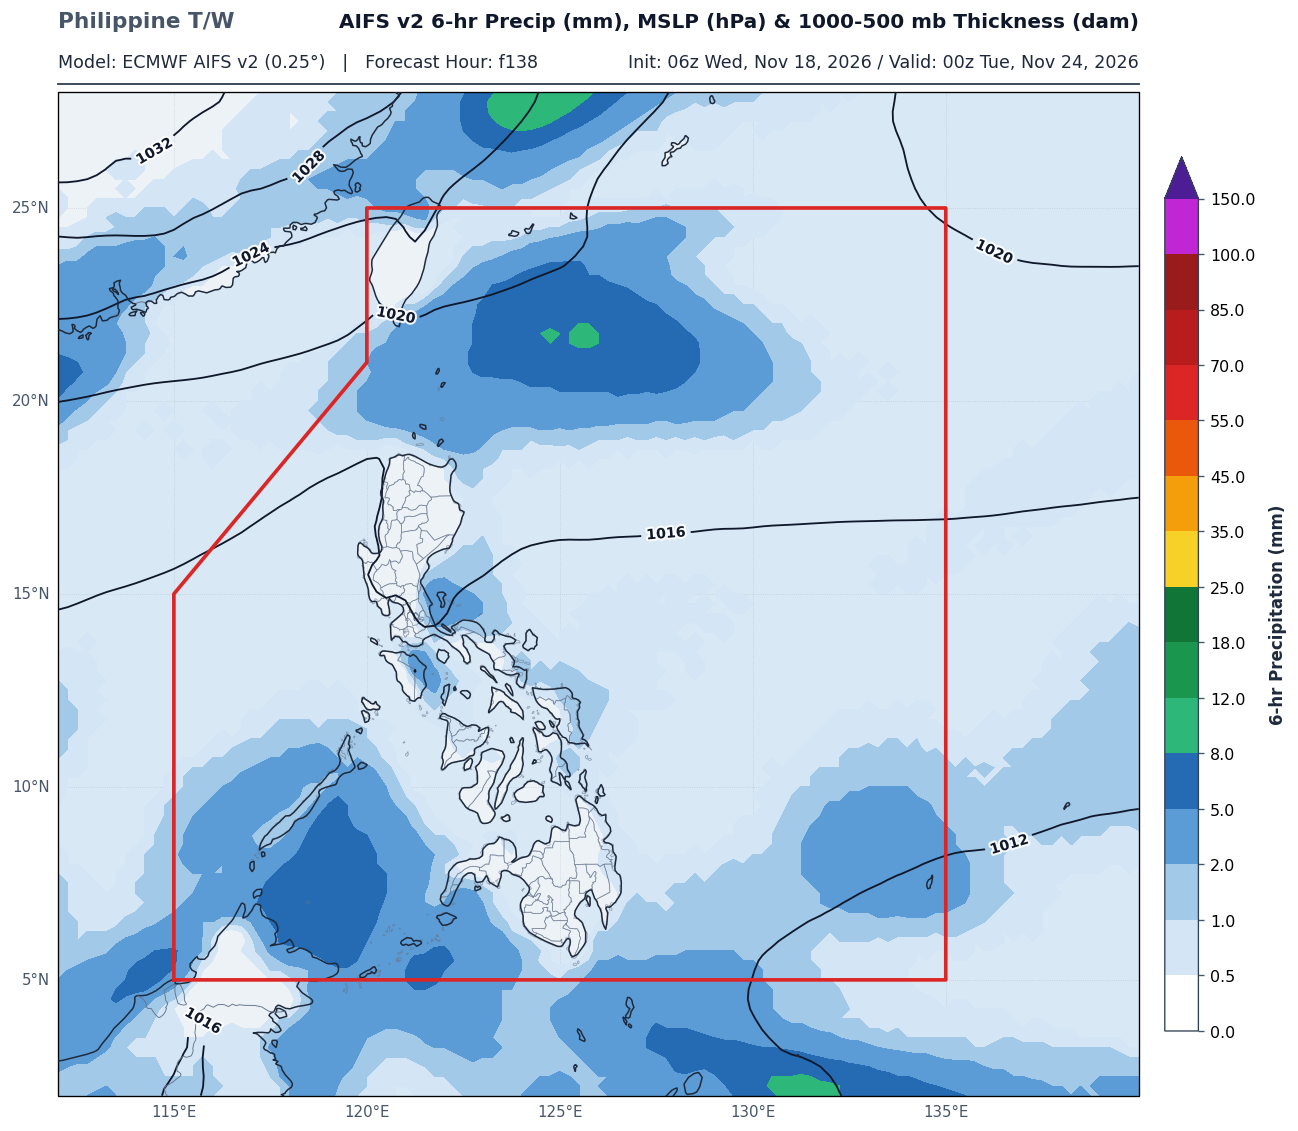 Philippine T/W
AIFS v2 6-hr Precip (mm), MSLP (hPa) & 1000-500 mb Thickness (dam)
Model: ECMWF AIFS v2 (0.25°) | Forecast Hour: f138
Init: 06z Wed, Nov 18, 2026 / Valid: 00z Tue, Nov 24, 2026
1032
1028
1024
1020
1020
1016
1012
1016
25°N
20°N
15°N
10°N
5°N
115°E
120°E
125°E
130°E
135°E
150.0
100.0
85.0
70.0
55.0
45.0
35.0
25.0
18.0
12.0
8.0
5.0
2.0
1.0
0.5
0.0
6-hr Precipitation (mm)